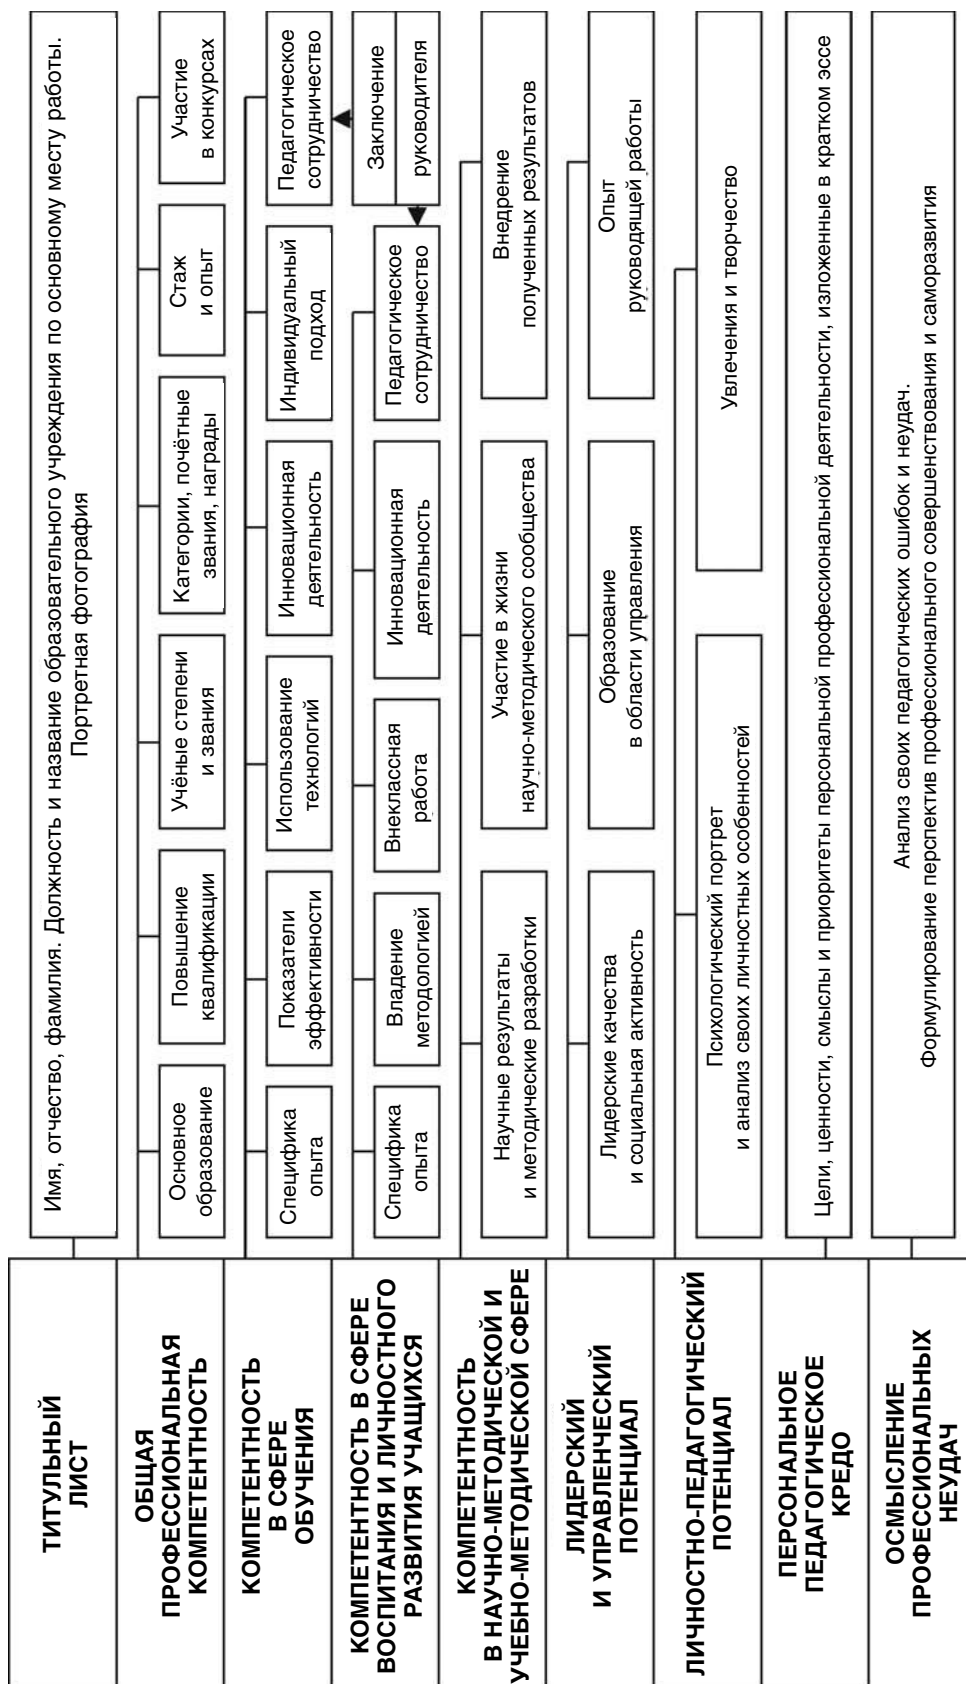 ТИТУЛЬНЫЙ
ЛИСТ
Имя, отчество, фамилия. Должность и название образовательного учреждения по основному месту работы.
Портретная фотография
ОБЩАЯ
ПРОФЕССИОНАЛЬНАЯ
КОМПЕТЕНТНОСТЬ
Основное
образование
Повышение
квалификации
Учёные степени
и звания
Категории, почётные
звания, награды
Стаж
и опыт
Участие
в конкурсах
КОМПЕТЕНТНОСТЬ
В СФЕРЕ
ОБУЧЕНИЯ
Специфика
опыта
Показатели
эффективности
Использование
технологий
Инновационная
деятельность
Индивидуальный
подход
Педагогическое
сотрудничество
КОМПЕТЕНТНОСТЬ В СФЕРЕ
ВОСПИТАНИЯ И ЛИЧНОСТНОГО
РАЗВИТИЯ УЧАЩИХСЯ
Специфика
опыта
Владение
методологией
Внеклассная
работа
Инновационная
деятельность
Педагогическое
сотрудничество
Заключение
руководителя
КОМПЕТЕНТНОСТЬ
В НАУЧНО-МЕТОДИЧЕСКОЙ И
УЧЕБНО-МЕТОДИЧЕСКОЙ СФЕРЕ
Научные результаты
и методические разработки
Участие в жизни
научно-методического сообщества
Внедрение
полученных результатов
ЛИДЕРСКИЙ
И УПРАВЛЕНЧЕСКИЙ
ПОТЕНЦИАЛ
Лидерские качества
и социальная активность
Образование
в области управления
Опыт
руководящей работы
ЛИЧНОСТНО-ПЕДАГОГИЧЕСКИЙ
ПОТЕНЦИАЛ
Психологический портрет
и анализ своих личностных особенностей
Увлечения и творчество
ПЕРСОНАЛЬНОЕ
ПЕДАГОГИЧЕСКОЕ
КРЕДО
Цели, ценности, смыслы и приоритеты персональной профессиональной деятельности, изложенные в кратком эссе
ОСМЫСЛЕНИЕ
ПРОФЕССИОНАЛЬНЫХ
НЕУДАЧ
Анализ своих педагогических ошибок и неудач.
Формулирование перспектив профессионального совершенствования и саморазвития